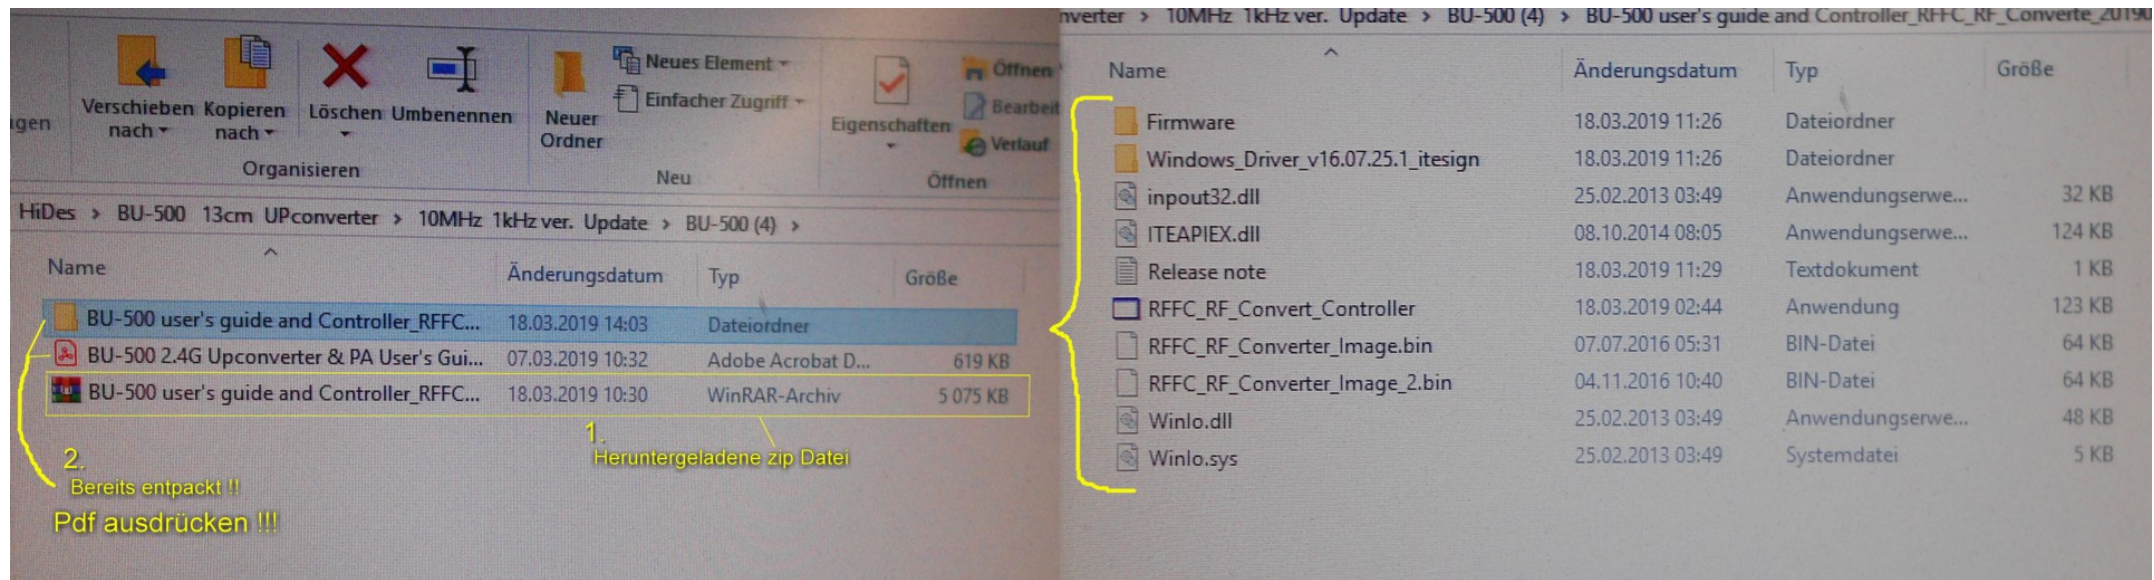 Verschieben nach
Kopieren nach
Löschen
Umbenennen
Neuer Ordner
Neues Element
Einfacher Zugriff
Eigenschaften
Öffnen
Bearbeit
Verlauf
Organisieren
Neu
Öffnen
HiDes > BU-500 13cm UPconverter > 10MHz 1kHz ver. Update > BU-500 (4) >
Name Änderungsdatum Typ Größe
BU-500 user's guide and Controller_RFFC... 18.03.2019 14:03 Dateiordner
BU-500 2.4G Upconverter & PA User's Gui... 07.03.2019 10:32 Adobe Acrobat D... 619 KB
BU-500 user's guide and Controller_RFFC... 18.03.2019 10:30 WinRAR-Archiv 5 075 KB
1.
Heruntergeladene zip Datei
2.
Bereits entpackt !!
Pdf ausdrücken !!!
nverter > 10MHz 1kHz ver. Update > BU-500 (4) > BU-500 user's guide and Controller_RFFC_RF_Converte_20190
Name Änderungsdatum Typ Größe
Firmware 18.03.2019 11:26 Dateiordner
Windows_Driver_v16.07.25.1_itesign 18.03.2019 11:26 Dateiordner
inpout32.dll 25.02.2013 03:49 Anwendungserwe... 32 KB
ITEAPIEX.dll 08.10.2014 08:05 Anwendungserwe... 124 KB
Release note 18.03.2019 11:29 Textdokument 1 KB
RFFC_RF_Convert_Controller 18.03.2019 02:44 Anwendung 123 KB
RFFC_RF_Converter_Image.bin 07.07.2016 05:31 BIN-Datei 64 KB
RFFC_RF_Converter_Image_2.bin 04.11.2016 10:40 BIN-Datei 64 KB
WinIo.dll 25.02.2013 03:49 Anwendungserwe... 48 KB
WinIo.sys 25.02.2013 03:49 Systemdatei 5 KB